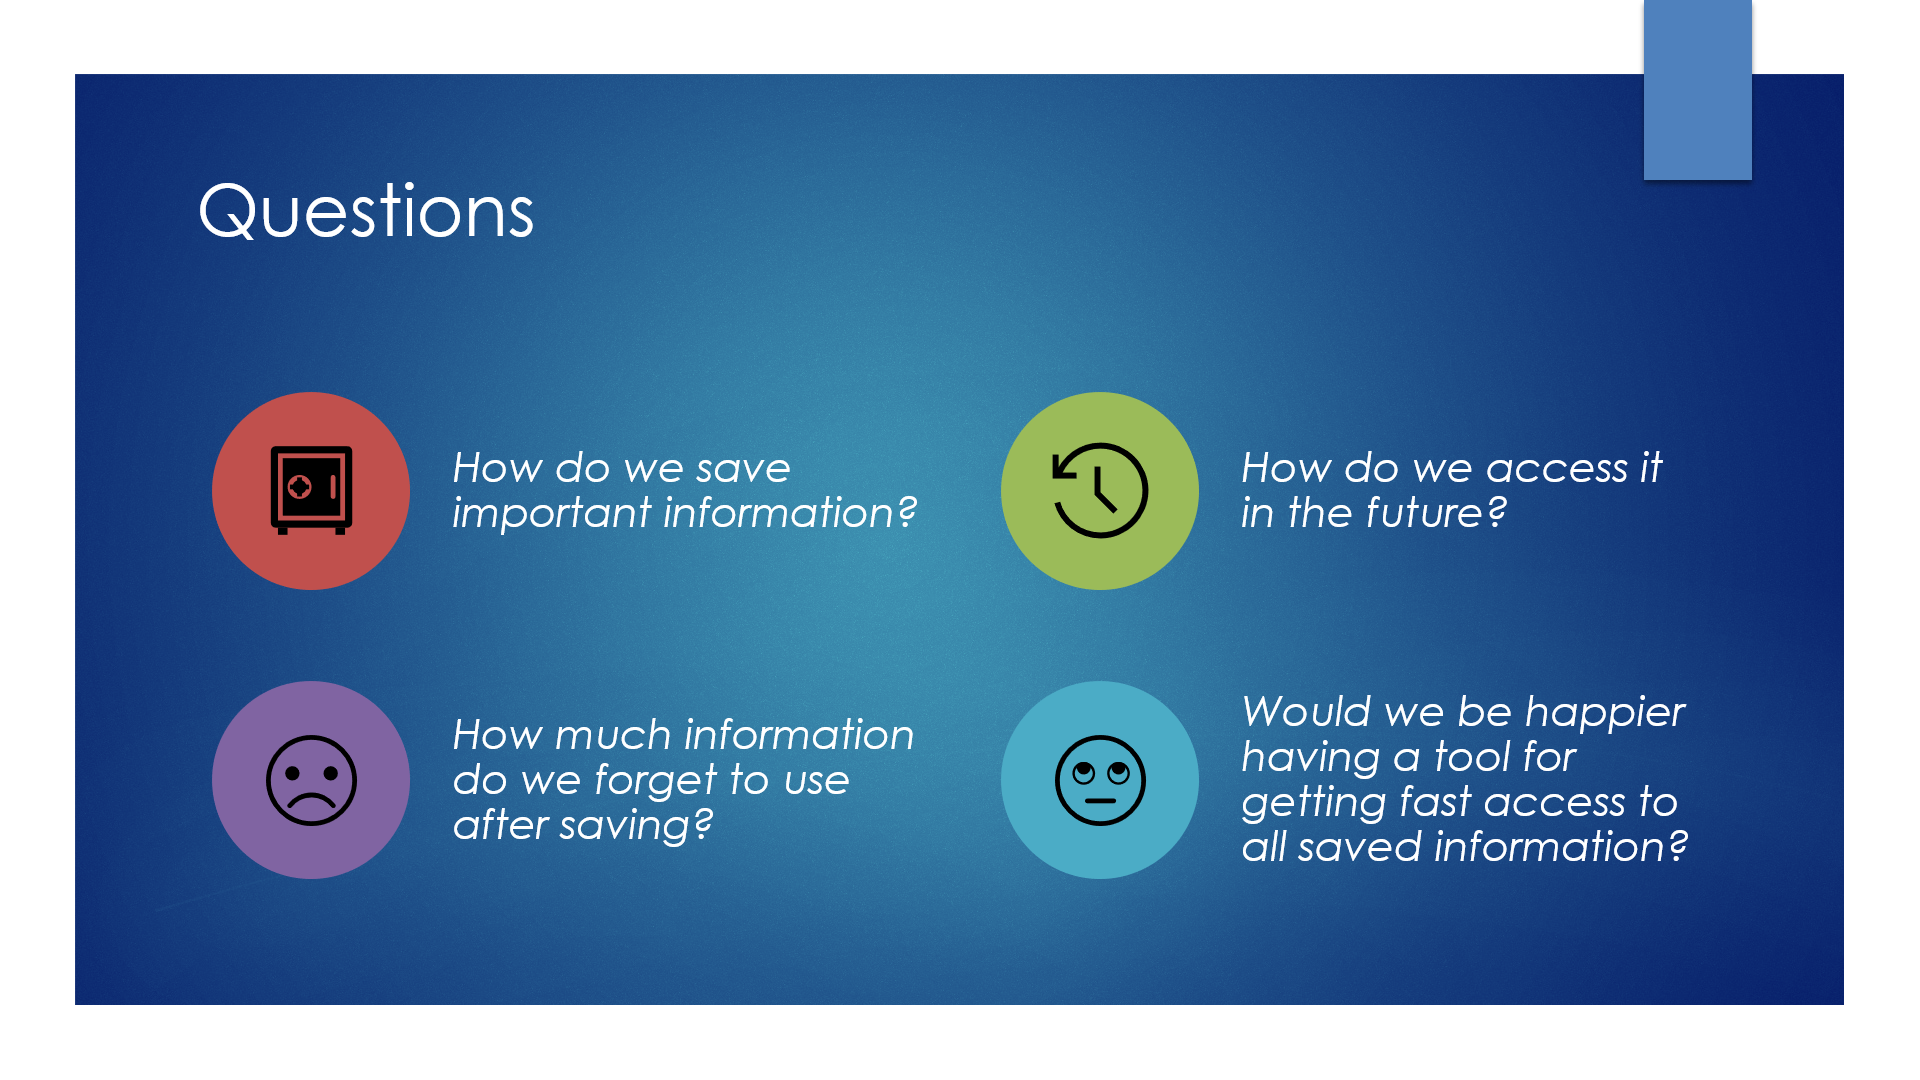 Questions
How do we save
important information?
How do we access it
in the future?
How much information
do we forget to use
after saving?
Would we be happier
having a tool for
getting fast access to
all saved information?